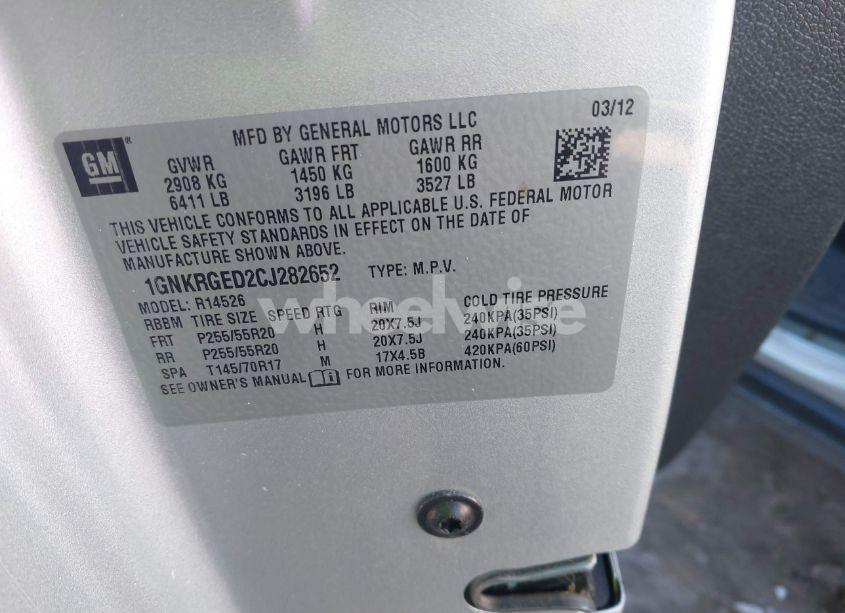 MFD BY GENERAL MOTORS LLC 03/12
GM ®
GVWR GAWR FRT GAWR RR
2908 KG 1450 KG 1600 KG
6411 LB 3196 LB 3527 LB
THIS VEHICLE CONFORMS TO ALL APPLICABLE U.S. FEDERAL MOTOR
VEHICLE SAFETY STANDARDS IN EFFECT ON THE DATE OF
MANUFACTURE SHOWN ABOVE.
1GNKRGED2CJ282652 TYPE: M.P.V.
MODEL: R14526
RBBM TIRE SIZE SPEED RTG RIM COLD TIRE PRESSURE
FRT P255/55R20 H 20X7.5J 240KPA(35PSI)
RR P255/55R20 H 20X7.5J 240KPA(35PSI)
SPA T145/70R17 M 17X4.5B 420KPA(60PSI)
SEE OWNER'S MANUAL FOR MORE INFORMATION.
wheelwire